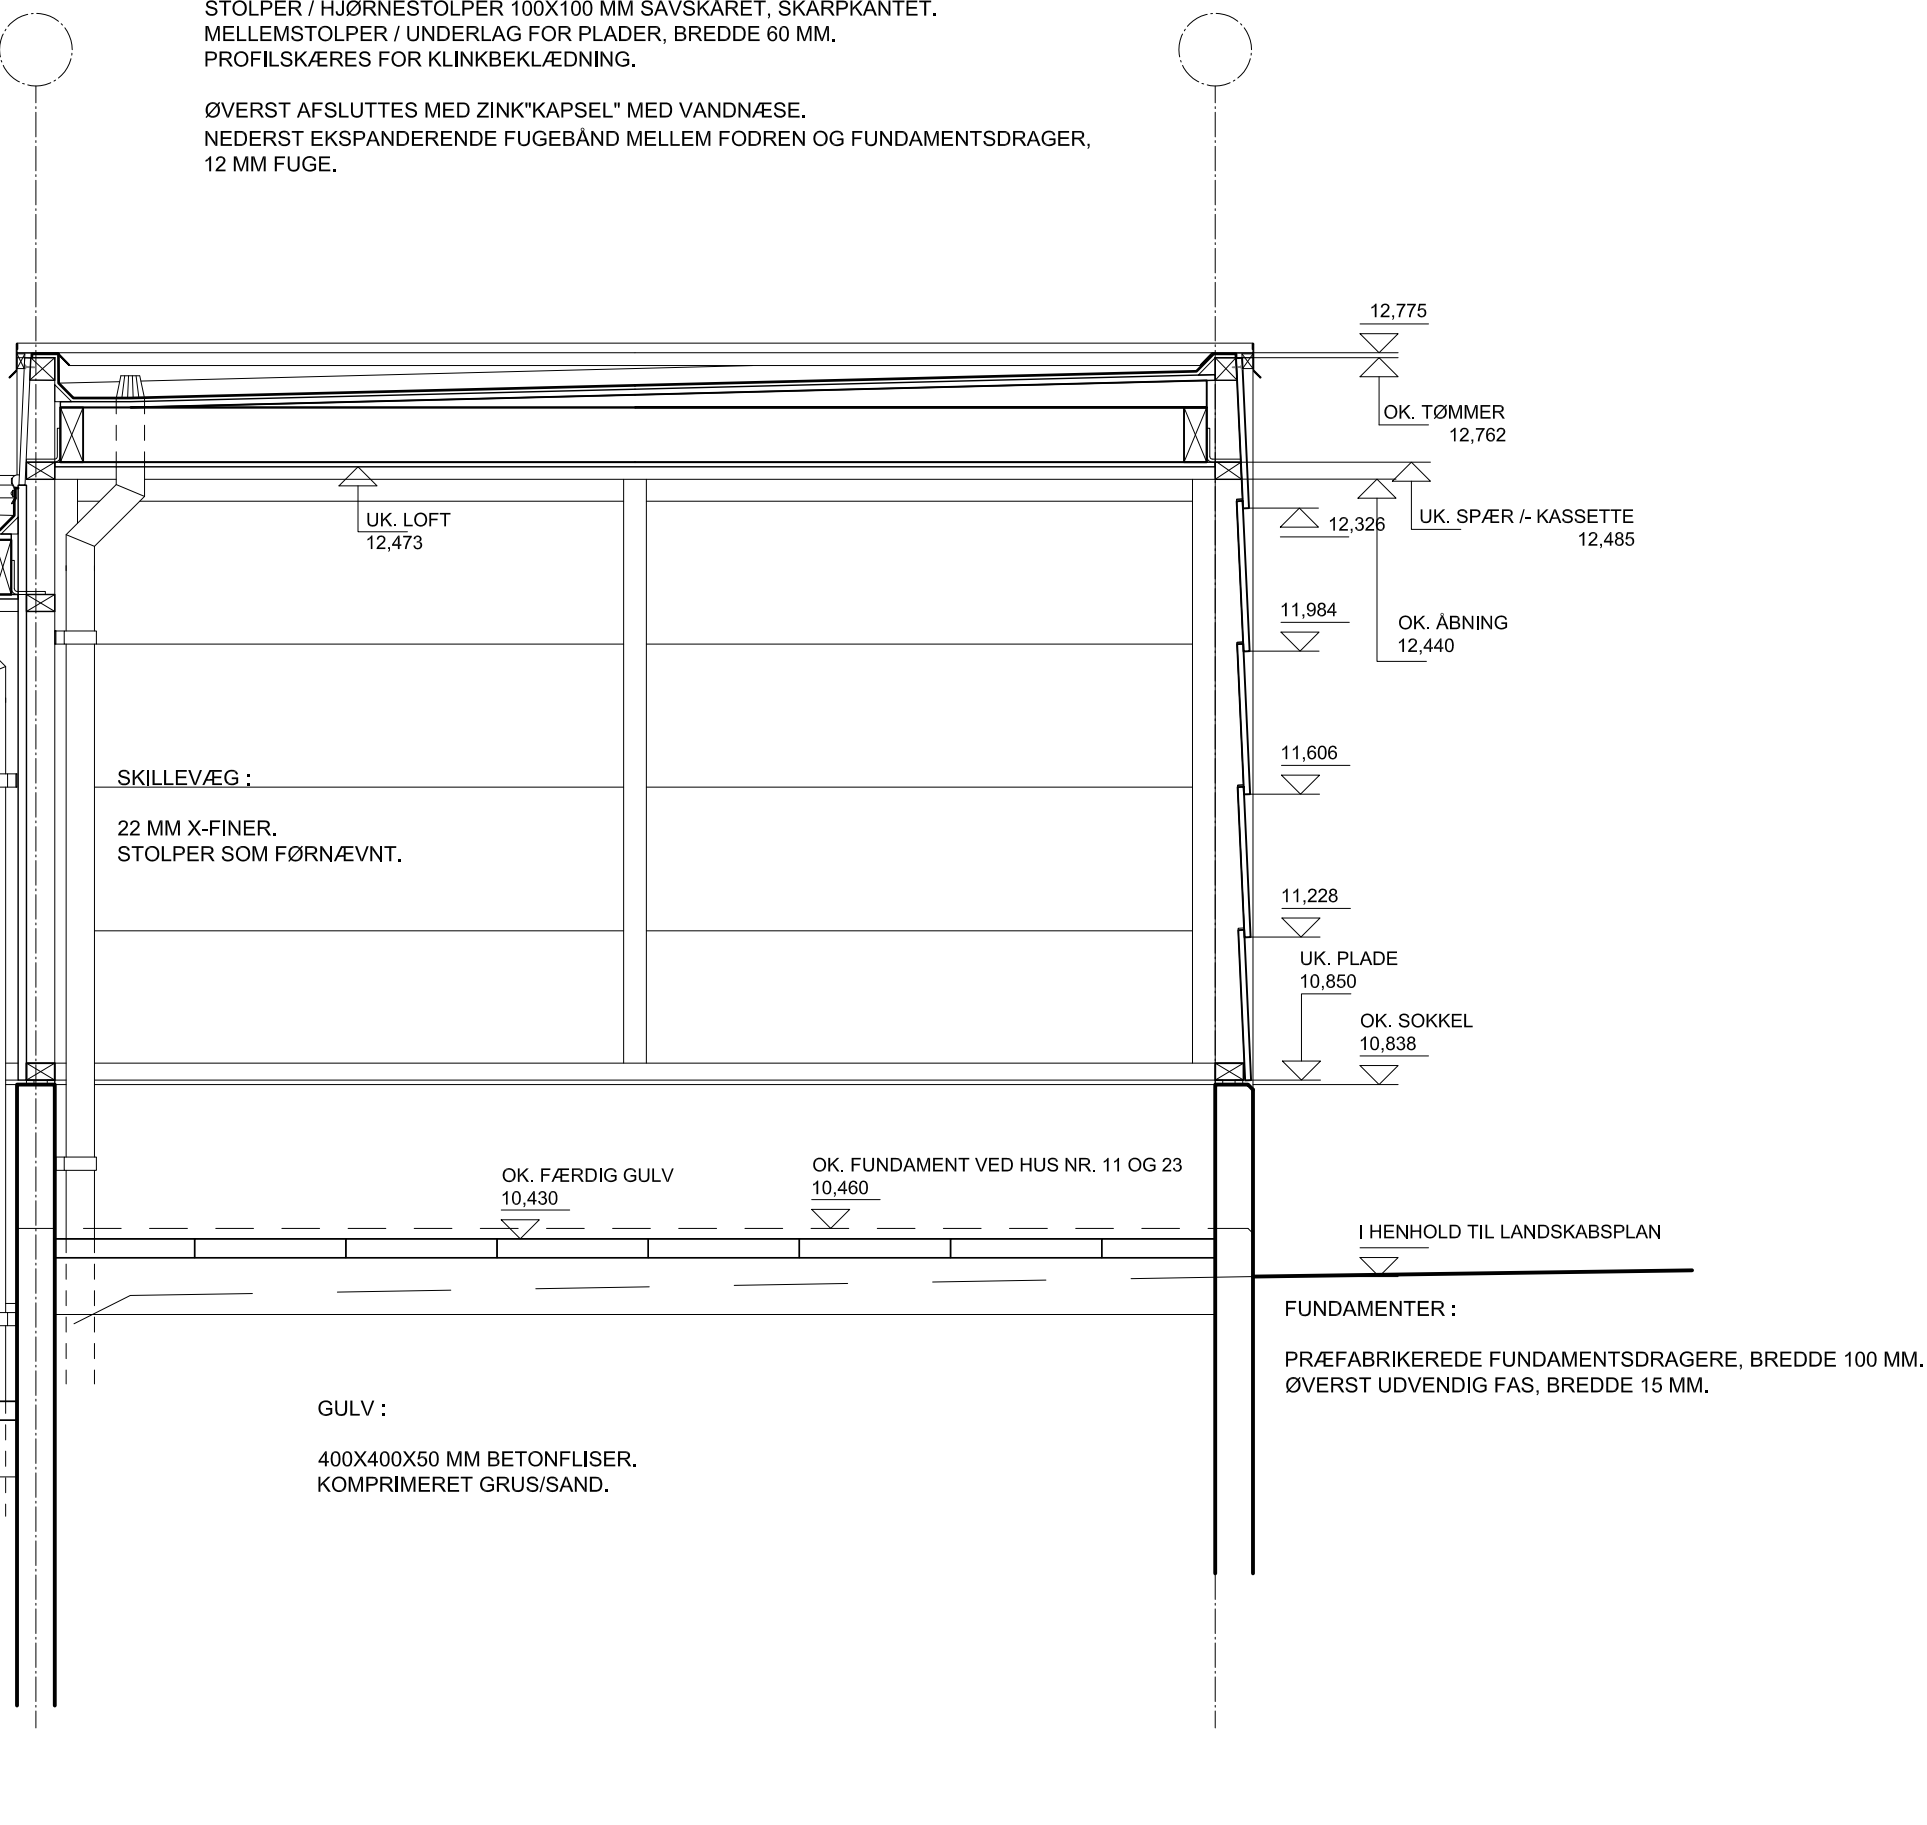 STOLPER / HJØRNESTOLPER 100X100 MM SAVSKÅRET, SKARPKANTET.
MELLEMSTOLPER / UNDERLAG FOR PLADER, BREDDE 60 MM.
PROFILSKÆRES FOR KLINKBEKLÆDNING.
ØVERST AFSLUTTES MED ZINK"KAPSEL" MED VANDNÆSE.
NEDERST EKSPANDERENDE FUGEBÅND MELLEM FODREN OG FUNDAMENTSDRAGER,
12 MM FUGE.
12,775
OK. TØMMER
12,762
UK. LOFT
12,473
12,326
UK. SPÆR /- KASSETTE
12,485
11,984
OK. ÅBNING
12,440
11,606
SKILLEVÆG :
22 MM X-FINER.
STOLPER SOM FØRNÆVNT.
11,228
UK. PLADE
10,850
OK. SOKKEL
10,838
OK. FÆRDIG GULV
10,430
OK. FUNDAMENT VED HUS NR. 11 OG 23
10,460
I HENHOLD TIL LANDSKABSPLAN
FUNDAMENTER :
PRÆFABRIKEREDE FUNDAMENTSDRAGERE, BREDDE 100 MM.
ØVERST UDVENDIG FAS, BREDDE 15 MM.
GULV :
400X400X50 MM BETONFLISER.
KOMPRIMERET GRUS/SAND.